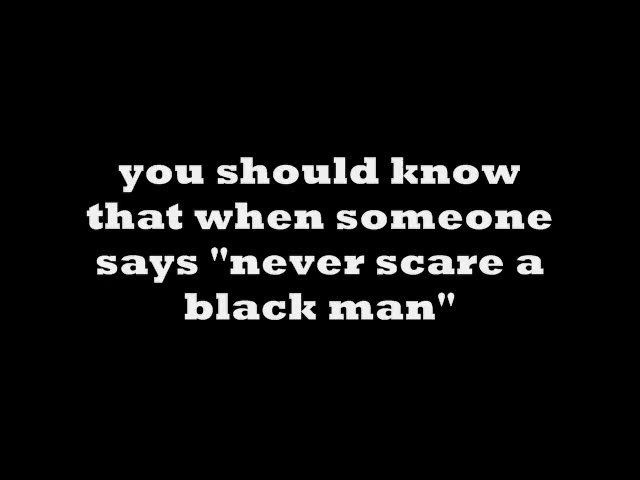 you should know
that when someone
says "never scare a
black man"